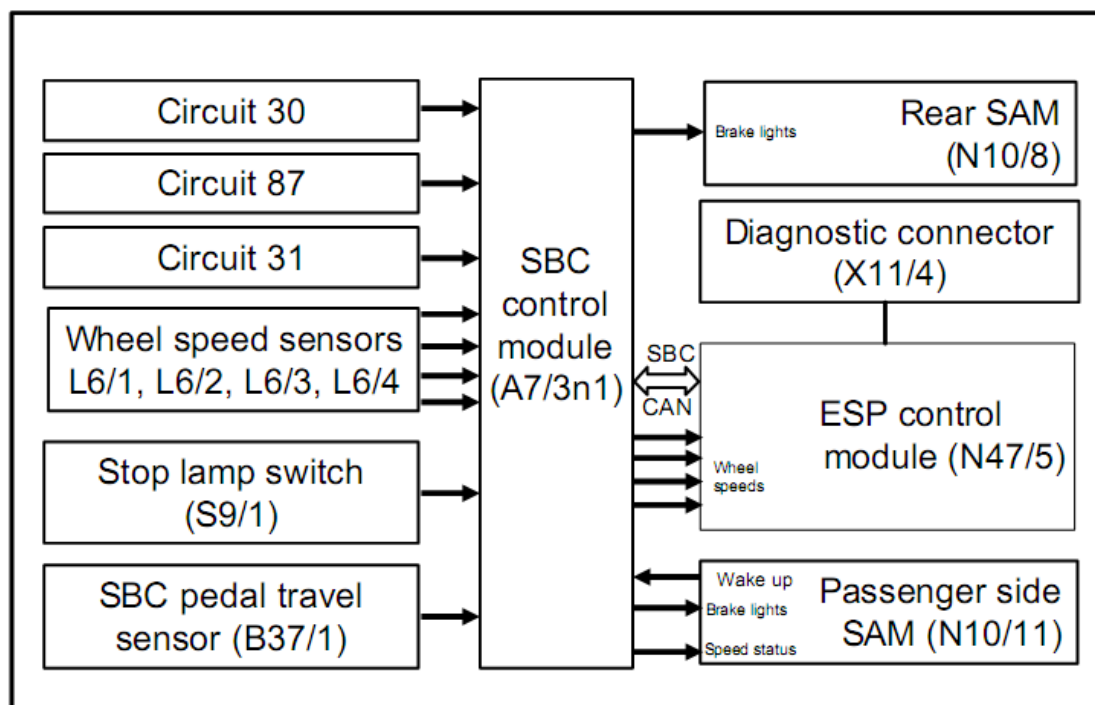 Circuit 30
Circuit 87
Circuit 31
Wheel speed sensors
L6/1, L6/2, L6/3, L6/4
Stop lamp switch
(S9/1)
SBC pedal travel
sensor (B37/1)
SBC
control
module
(A7/3n1)
Brake lights
Rear SAM
(N10/8)
Diagnostic connector
(X11/4)
SBC
CAN
Wheel
speeds
ESP control
module (N47/5)
Wake up
Brake lights
Speed status
Passenger side
SAM (N10/11)